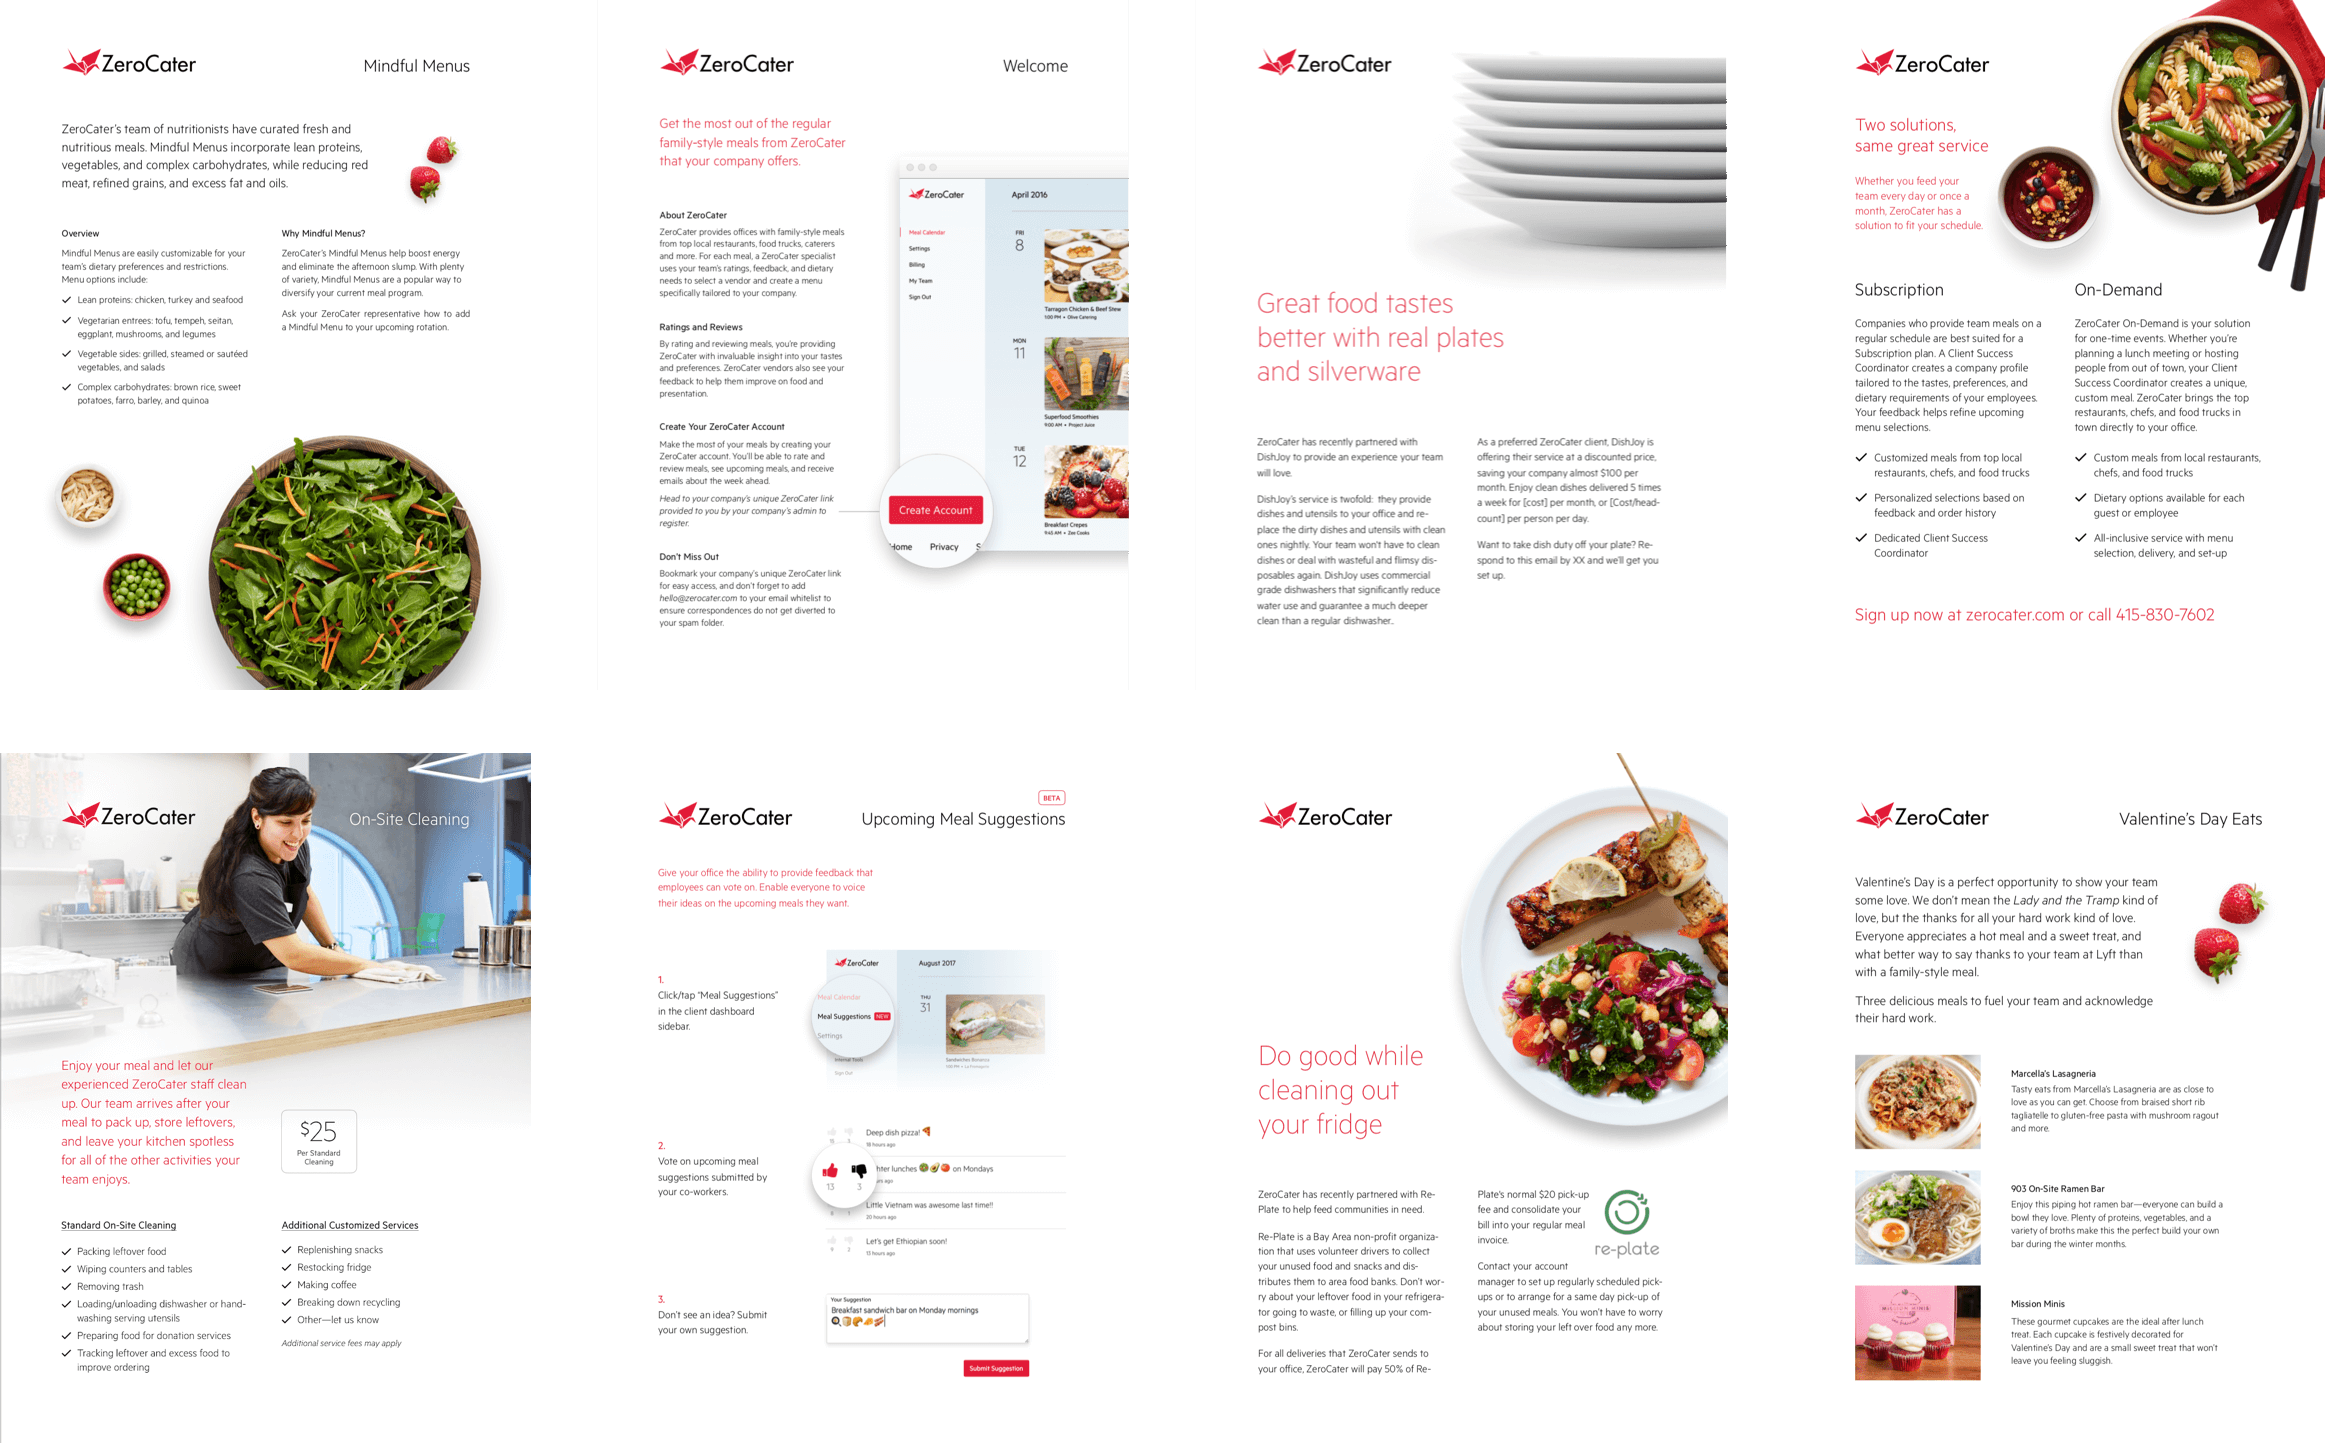 ZeroCater
Mindful Menus
ZeroCater's team of nutritionists have curated fresh and
nutritious meals. Mindful Menus incorporate lean proteins,
vegetables, and complex carbohydrates, while reducing red
meat, refined grains, and excess fat and oils.
Overview
Mindful Menus are easily customizable for your
team's dietary preferences and restrictions.
Menu options include:
Lean proteins: chicken, turkey and seafood
Vegetarian entrees: tofu, tempeh, seitan,
eggplant, mushrooms, and legumes
Vegetable sides: grilled, steamed or sautéed
vegetables, and salads
Complex carbohydrates: brown rice, sweet
potatoes, farro, barley, and quinoa
Why Mindful Menus?
ZeroCater's Mindful Menus help boost energy
and eliminate the afternoon slump. With plenty
of variety, Mindful Menus are a popular way to
diversify your current meal program.
Ask your ZeroCater representative how to add
a Mindful Menu to your upcoming rotation.
ZeroCater
Welcome
Get the most out of the regular
family-style meals from ZeroCater
that your company offers.
About ZeroCater
ZeroCater provides offices with family-style meals
from top local restaurants, food trucks, caterers
and more. For each meal, a ZeroCater specialist
uses your team's ratings, feedback, and dietary
needs to select a vendor and create a menu
specifically tailored to your company.
Ratings and Reviews
By rating and reviewing meals, you're providing
ZeroCater with invaluable insight into your tastes
and preferences. ZeroCater vendors also see your
feedback to help them improve on food and
presentation.
Create Your ZeroCater Account
Make the most of your meals by creating your
ZeroCater account. You'll be able to rate and
review meals, see upcoming meals, and receive
emails about the week ahead.
Head to your company's unique ZeroCater link
provided to you by your company's admin to
register.
Don't Miss Out
Bookmark your company's unique ZeroCater link
for easy access, and don't forget to add
hello@zerocater.com to your email whitelist to
ensure correspondences do not get diverted to
your spam folder.
ZeroCater
April 2016
Meal Calendar
Settings
Billing
My Team
Sign Out
FRI
8
Tarragon Chicken & Beef Stew
1:00 PM • Olive Catering
MON
11
Superfood Smoothies
9:00 AM • Project Juice
TUE
12
Breakfast Crepes
9:45 AM • Zee Cooks
Create Account
Home Privacy S
ZeroCater
Great food tastes
better with real plates
and silverware
ZeroCater has recently partnered with
DishJoy to provide an experience your team
will love.
DishJoy's service is twofold: they provide
dishes and utensils to your office and re-
place the dirty dishes and utensils with clean
ones nightly. Your team won't have to clean
dishes or deal with wasteful and flimsy dis-
posables again. DishJoy uses commercial
grade dishwashers that significantly reduce
water use and guarantee a much deeper
clean than a regular dishwasher..
As a preferred ZeroCater client, DishJoy is
offering their service at a discounted price,
saving your company almost $100 per
month. Enjoy clean dishes delivered 5 times
a week for [cost] per month, or [Cost/head-
count] per person per day.
Want to take dish duty off your plate? Re-
spond to this email by XX and we'll get you
set up.
ZeroCater
Two solutions,
same great service
Whether you feed your
team every day or once a
month, ZeroCater has a
solution to fit your schedule.
Subscription
Companies who provide team meals on a
regular schedule are best suited for a
Subscription plan. A Client Success
Coordinator creates a company profile
tailored to the tastes, preferences, and
dietary requirements of your employees.
Your feedback helps refine upcoming
menu selections.
Customized meals from top local
restaurants, chefs, and food trucks
Personalized selections based on
feedback and order history
Dedicated Client Success
Coordinator
On-Demand
ZeroCater On-Demand is your solution
for one-time events. Whether you're
planning a lunch meeting or hosting
people from out of town, your Client
Success Coordinator creates a unique,
custom meal. ZeroCater brings the top
restaurants, chefs, and food trucks in
town directly to your office.
Custom meals from local restaurants,
chefs, and food trucks
Dietary options available for each
guest or employee
All-inclusive service with menu
selection, delivery, and set-up
Sign up now at zerocater.com or call 415-830-7602
ZeroCater
On-Site Cleaning
Enjoy your meal and let our
experienced ZeroCater staff clean
up. Our team arrives after your
meal to pack up, store leftovers,
and leave your kitchen spotless
for all of the other activities your
team enjoys.
$25
Per Standard
Cleaning
Standard On-Site Cleaning
Packing leftover food
Wiping counters and tables
Removing trash
Loading/unloading dishwasher or hand-
washing serving utensils
Preparing food for donation services
Tracking leftover and excess food to
improve ordering
Additional Customized Services
Replenishing snacks
Restocking fridge
Making coffee
Breaking down recycling
Other—let us know
Additional service fees may apply
ZeroCater
BETA
Upcoming Meal Suggestions
Give your office the ability to provide feedback that
employees can vote on. Enable everyone to voice
their ideas on the upcoming meals they want.
1.
Click/tap “Meal Suggestions”
in the client dashboard
sidebar.
ZeroCater
August 2017
Meal Calendar
Meal Suggestions NEW
Settings
Internal Tools
Sign Out
THU
31
Sandwiches Bonanza
2.
Vote on upcoming meal
suggestions submitted by
your co-workers.
Deep dish pizza! 🍕
18 hours ago
hter lunches 🥝🥑🍅 on Mondays
urs ago
13 3
Little Vietnam was awesome last time!!
20 hours ago
8 1
Let's get Ethiopian soon!
13 hours ago
9 2
3.
Don't see an idea? Submit
your own suggestion.
Your Suggestion
Breakfast sandwich bar on Monday mornings
🍳🍞🥐🧀🥓
Submit Suggestion
ZeroCater
Do good while
cleaning out
your fridge
ZeroCater has recently partnered with Re-
Plate to help feed communities in need.
Re-Plate is a Bay Area non-profit organiza-
tion that uses volunteer drivers to collect
your unused food and snacks and dis-
tributes them to area food banks. Don't wor-
ry about your leftover food in your refrigera-
tor going to waste, or filling up your com-
post bins.
For all deliveries that ZeroCater sends to
your office, ZeroCater will pay 50% of Re-
Plate's normal $20 pick-up
fee and consolidate your
bill into your regular meal
invoice.
re-plate
Contact your account
manager to set up regularly scheduled pick-
ups or to arrange for a same day pick-up of
your unused meals. You won't have to worry
about storing your left over food any more.
ZeroCater
Valentine's Day Eats
Valentine's Day is a perfect opportunity to show your team
some love. We don't mean the Lady and the Tramp kind of
love, but the thanks for all your hard work kind of love.
Everyone appreciates a hot meal and a sweet treat, and
what better way to say thanks to your team at Lyft than
with a family-style meal.
Three delicious meals to fuel your team and acknowledge
their hard work.
Marcella's Lasagneria
Tasty eats from Marcella's Lasagneria are as close to
love as you can get. Choose from braised short rib
tagliatelle to gluten-free pasta with mushroom ragout
and more.
903 On-Site Ramen Bar
Enjoy this piping hot ramen bar—everyone can build a
bowl they love. Plenty of proteins, vegetables, and a
variety of broths make this the perfect build your own
bar during the winter months.
Mission Minis
These gourmet cupcakes are the ideal after lunch
treat. Each cupcake is festively decorated for
Valentine's Day and are a small sweet treat that won't
leave you feeling sluggish.